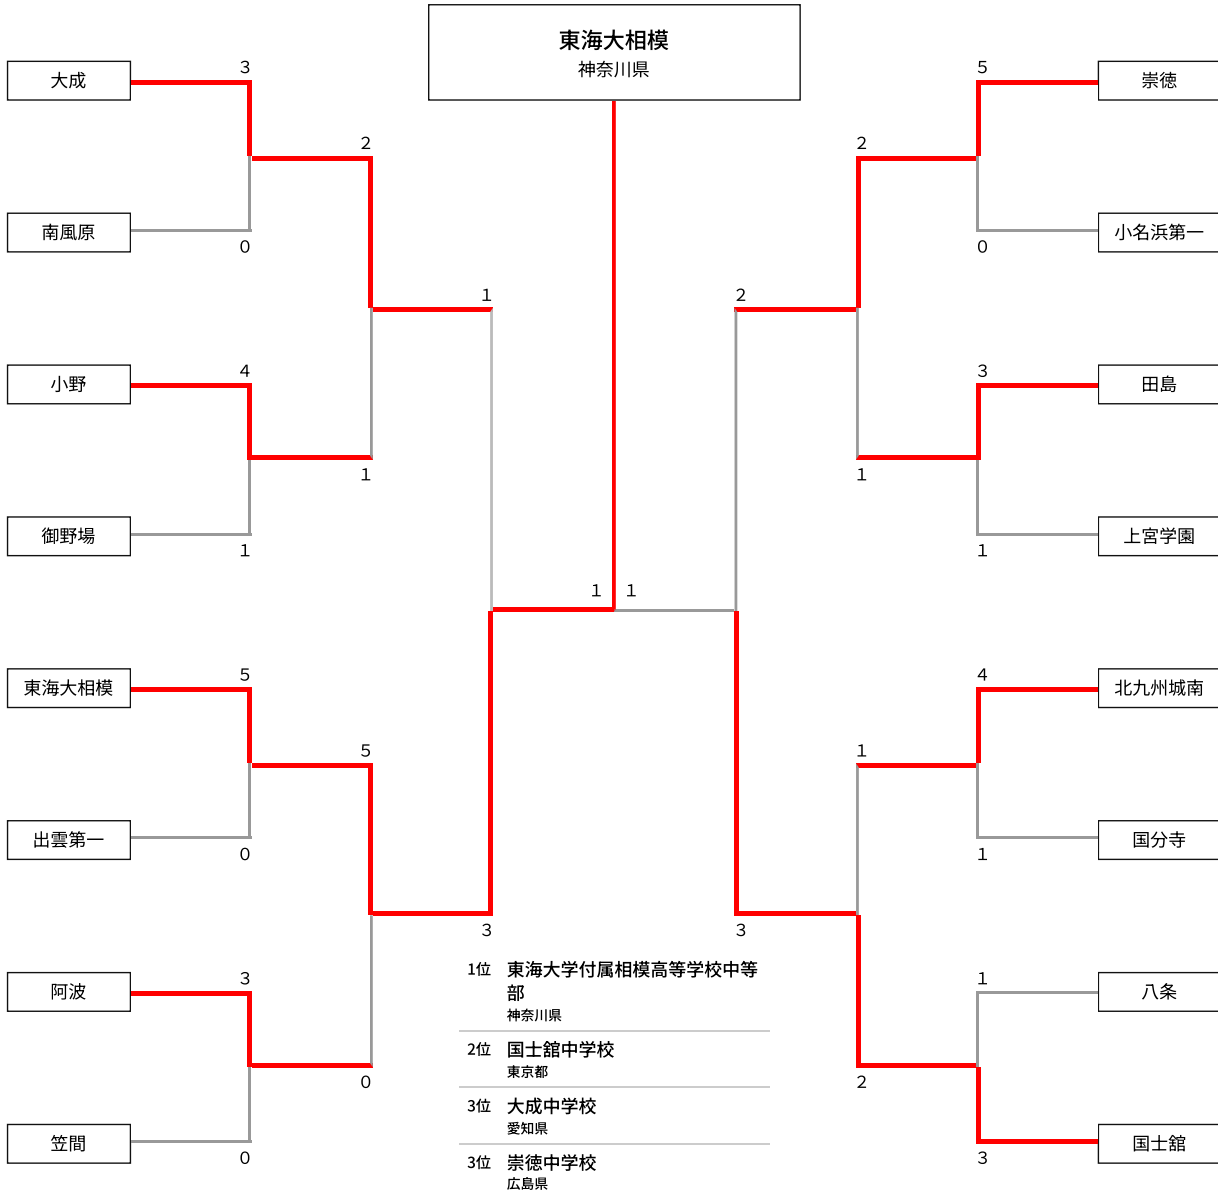 東海大相模
神奈川県
大成
3
南風原
0
2
小野
4
御野場
1
1
1
東海大相模
5
出雲第一
0
5
阿波
3
笠間
0
0
3
1
1
崇徳
5
小名浜第一
0
2
田島
3
上宮学園
1
1
2
北九州城南
4
国分寺
1
1
八条
1
国士舘
3
2
3
1位 東海大学付属相模高等学校中等
部
神奈川県
2位 国士舘中学校
東京都
3位 大成中学校
愛知県
3位 崇徳中学校
広島県